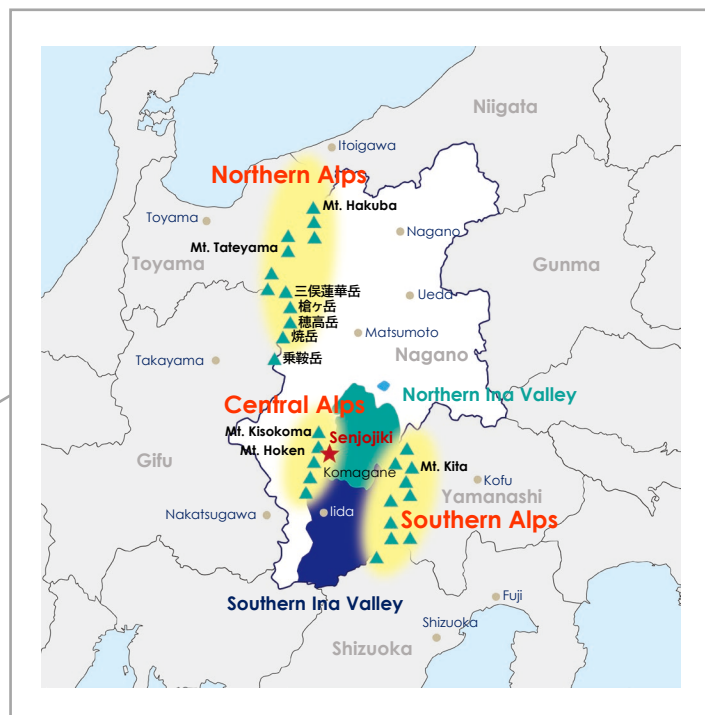 Niigata
Itoigawa
Northern Alps
Mt. Hakuba
Toyama
Nagano
Mt. Tateyama
Toyama
Gunma
三俣蓮華岳
Ueda
槍ヶ岳
穂高岳
Matsumoto
焼岳
Nagano
乗鞍岳
Takayama
Northern Ina Valley
Central Alps
Mt. Kisokoma
Senjojiki
Mt. Hoken
Gifu
Komagane
Mt. Kita
Kofu
Yamanashi
Nakatsugawa
Iida
Southern Alps
Southern Ina Valley
Fuji
Shizuoka
Shizuoka